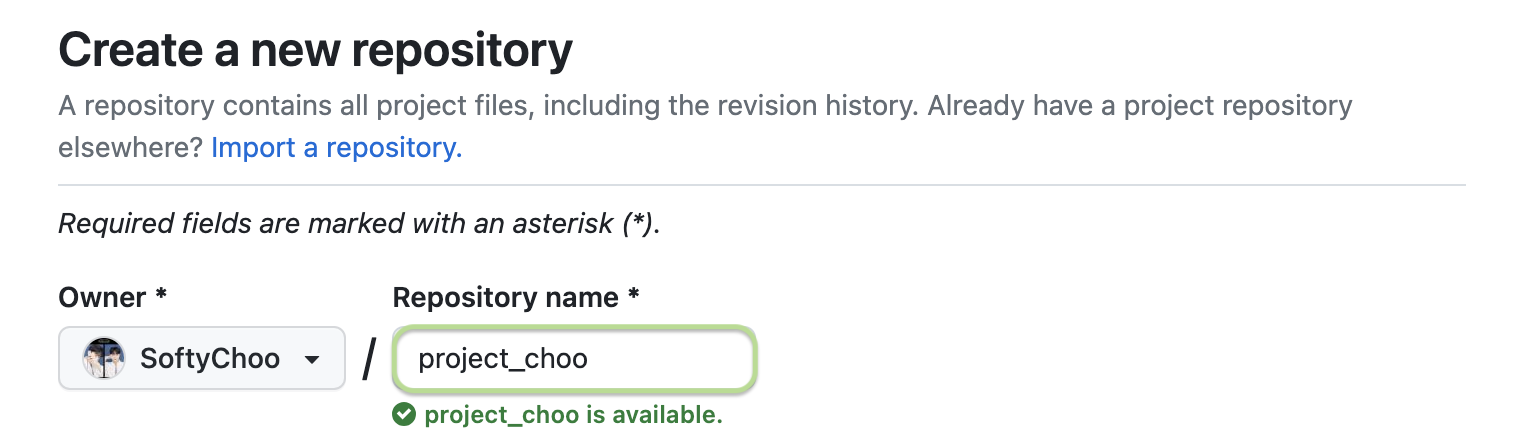 Create a new repository
A repository contains all project files, including the revision history. Already have a project repository
elsewhere? Import a repository.
Required fields are marked with an asterisk (*).
Owner * Repository name *
SoftyChoo / project_choo
project_choo is available.